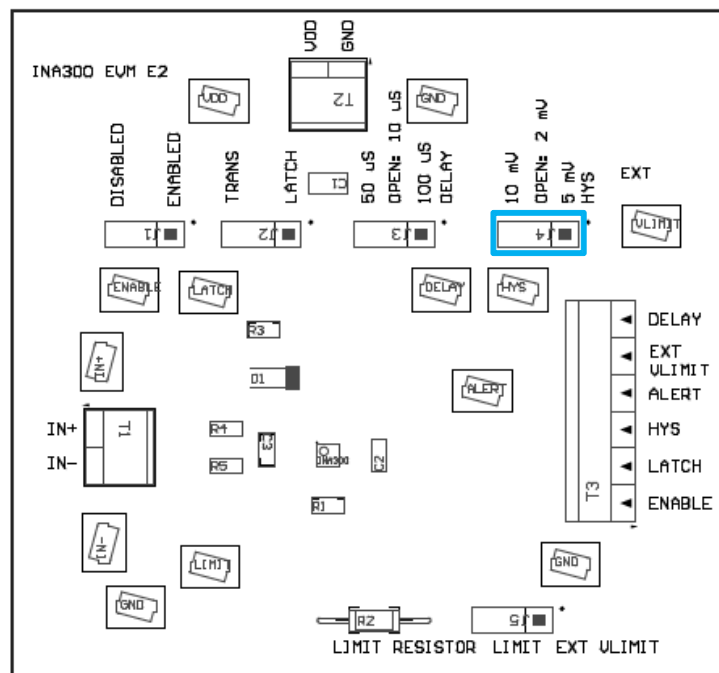 VDD
GND
INA300 EVM E2
VDD
T2
GND
DISABLED
ENABLED
TRANS
LATCH
C1
50 uS
OPEN: 10 uS
100 uS
DELAY
10 mV
OPEN: 2 mV
5 mV
HYS
EXT
VLIMIT
J1
J2
J3
J4
ENABLE
LATCH
DELAY
HYS
R3
DELAY
IN+
D1
EXT
VLIMIT
ALERT
ALERT
IN+
T1
R4
HYS
IN-
R5
C3
INA300
C2
LATCH
T3
R1
ENABLE
IN-
LIMIT
GND
GND
R2
J5
LIMIT RESISTOR LIMIT EXT VLIMIT